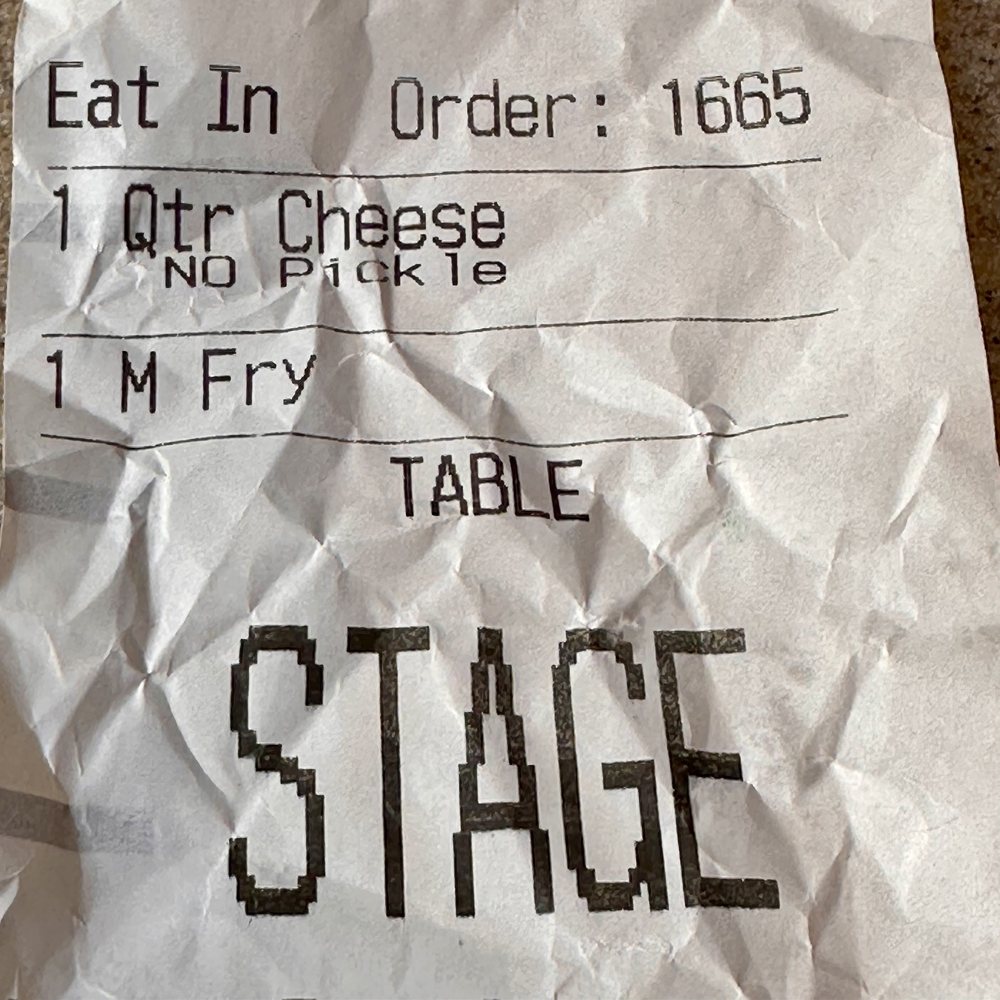 Eat In Order: 1665
1 Qtr Cheese
NO Pickle
1 M Fry
TABLE
STAGE